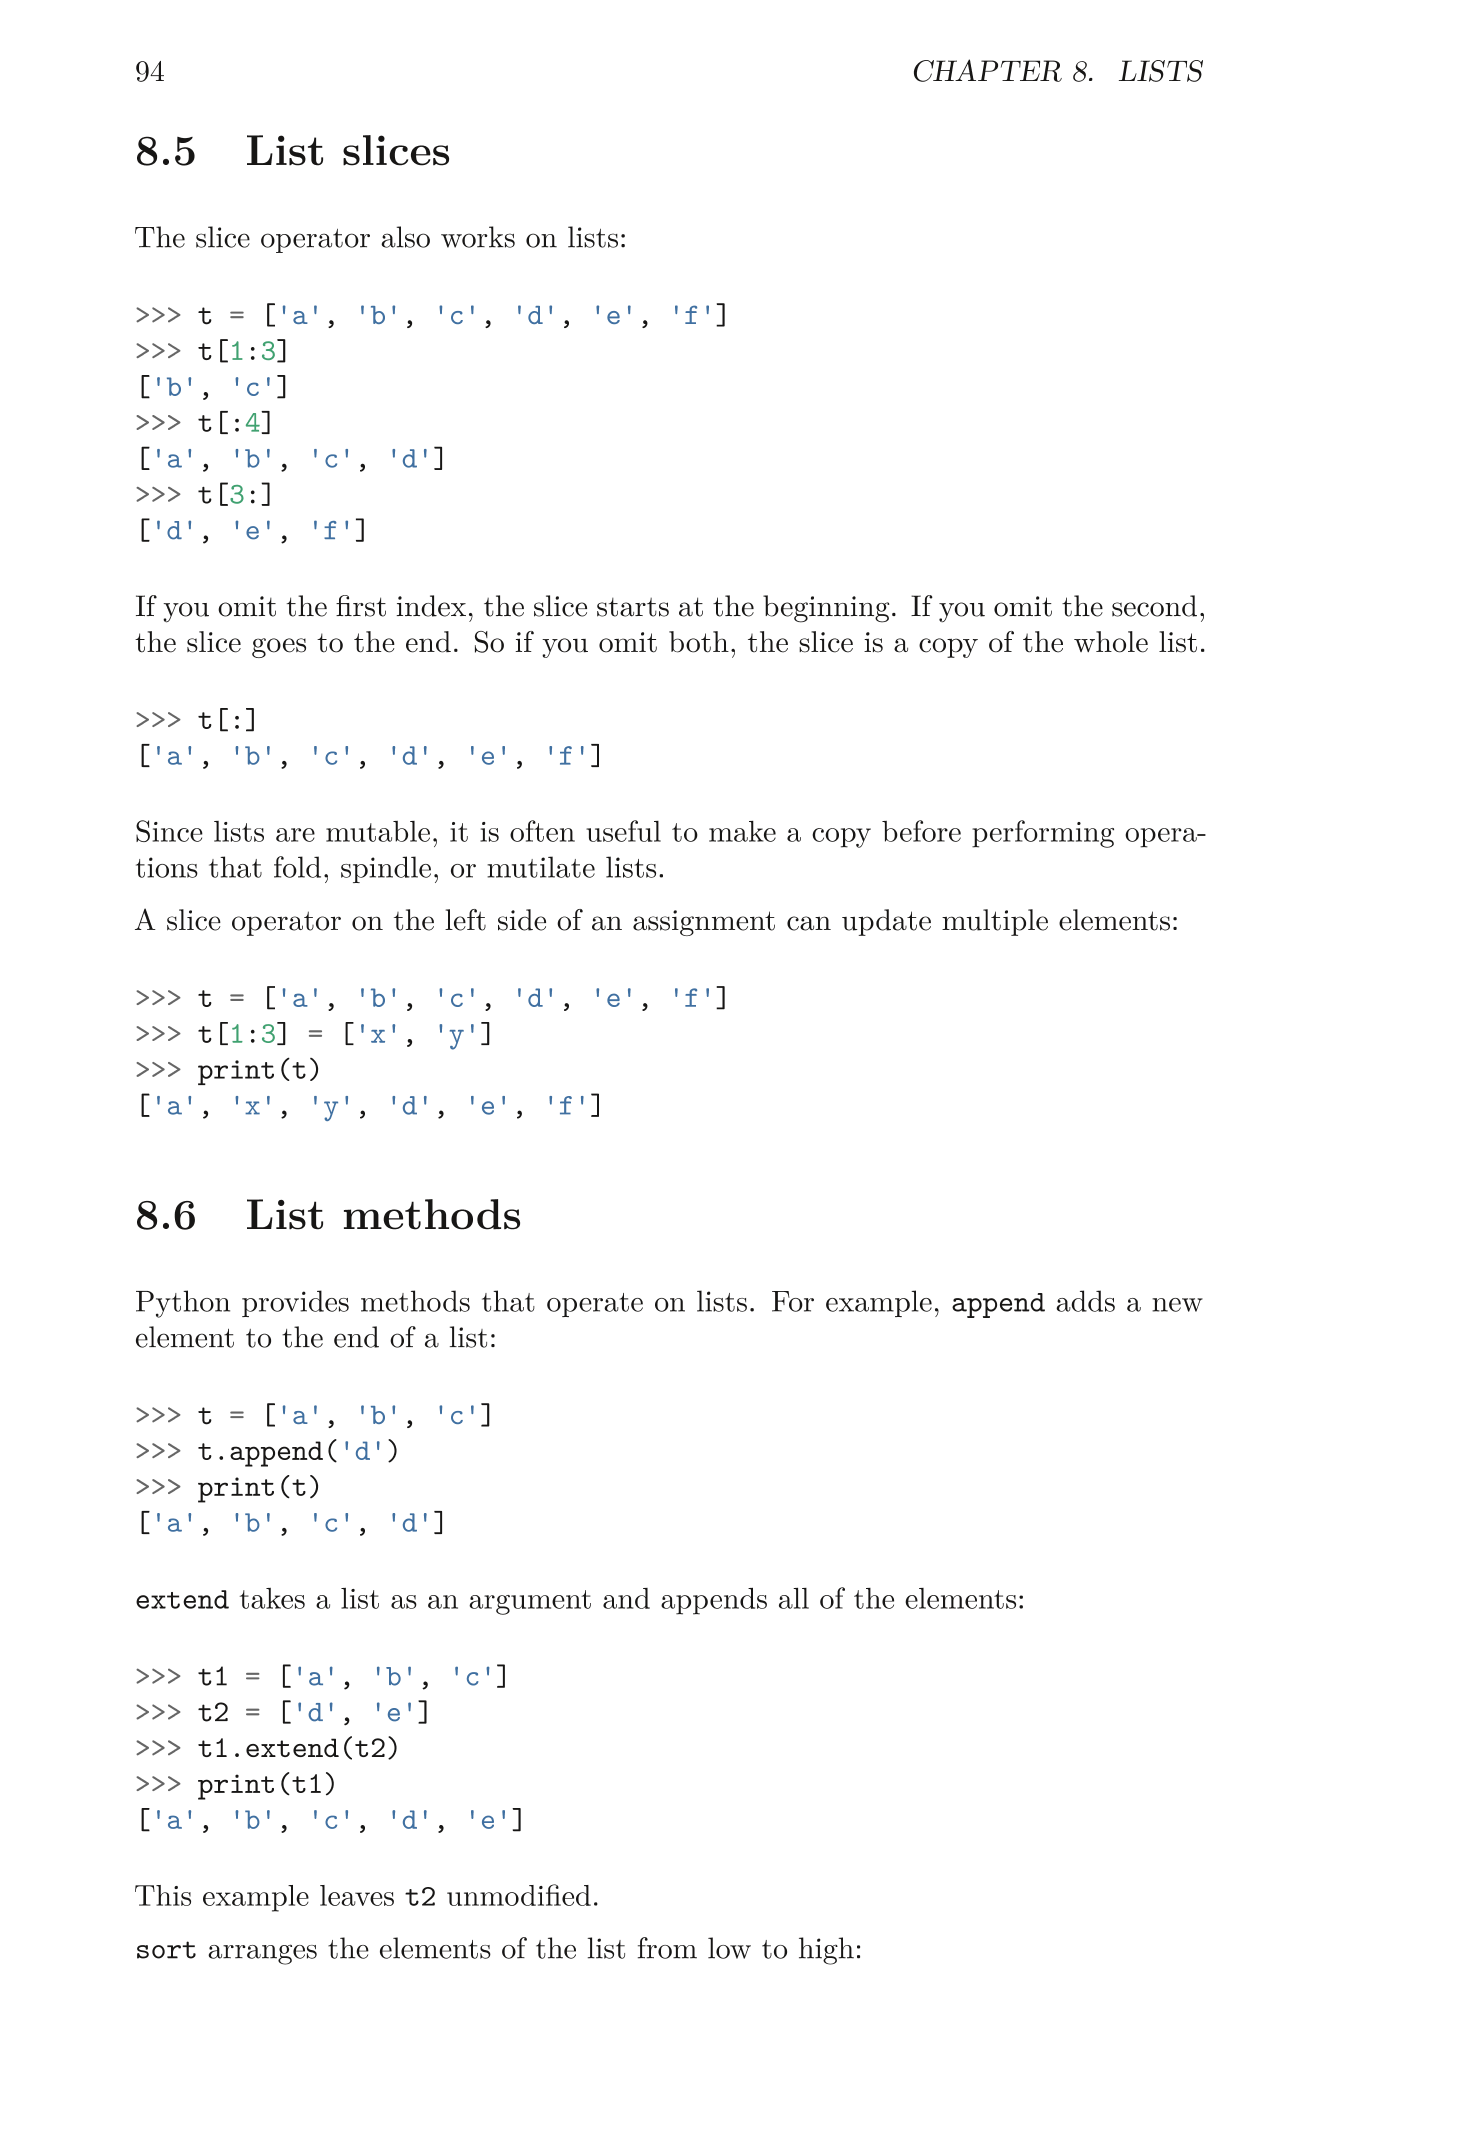 94 CHAPTER 8. LISTS
8.5 List slices
The slice operator also works on lists:
>>> t = ['a', 'b', 'c', 'd', 'e', 'f']
>>> t[1:3]
['b', 'c']
>>> t[:4]
['a', 'b', 'c', 'd']
>>> t[3:]
['d', 'e', 'f']
If you omit the first index, the slice starts at the beginning. If you omit the second,
the slice goes to the end. So if you omit both, the slice is a copy of the whole list.
>>> t[:]
['a', 'b', 'c', 'd', 'e', 'f']
Since lists are mutable, it is often useful to make a copy before performing opera-
tions that fold, spindle, or mutilate lists.
A slice operator on the left side of an assignment can update multiple elements:
>>> t = ['a', 'b', 'c', 'd', 'e', 'f']
>>> t[1:3] = ['x', 'y']
>>> print(t)
['a', 'x', 'y', 'd', 'e', 'f']
8.6 List methods
Python provides methods that operate on lists. For example, append adds a new
element to the end of a list:
>>> t = ['a', 'b', 'c']
>>> t.append('d')
>>> print(t)
['a', 'b', 'c', 'd']
extend takes a list as an argument and appends all of the elements:
>>> t1 = ['a', 'b', 'c']
>>> t2 = ['d', 'e']
>>> t1.extend(t2)
>>> print(t1)
['a', 'b', 'c', 'd', 'e']
This example leaves t2 unmodified.
sort arranges the elements of the list from low to high: